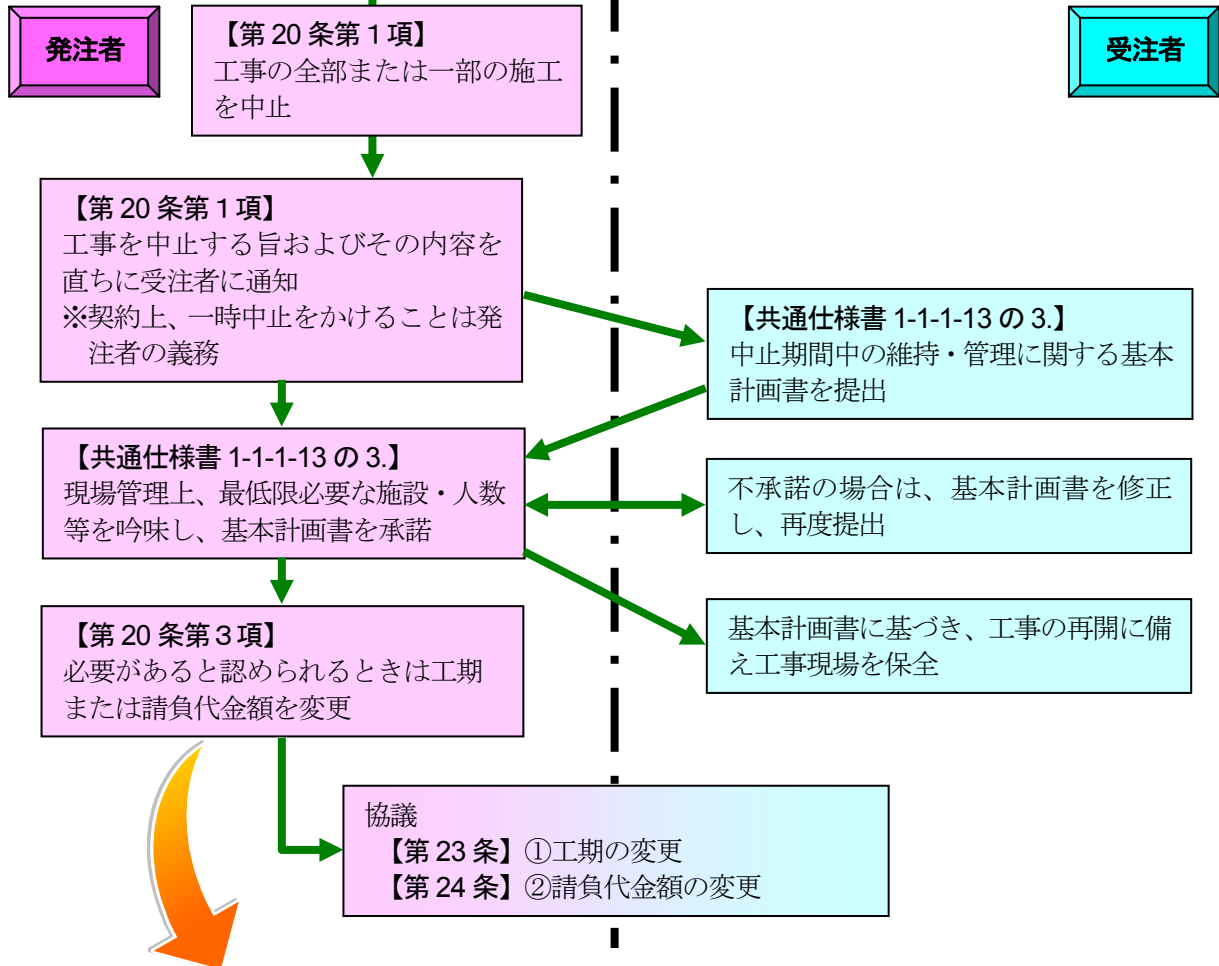 発注者
受注者
【第 20 条第 1 項】
工事の全部または一部の施工
を中止
【第 20 条第 1 項】
工事を中止する旨およびその内容を
直ちに受注者に通知
※契約上、一時中止をかけることは発
注者の義務
【共通仕様書 1-1-1-13 の 3.】
中止期間中の維持・管理に関する基本
計画書を提出
【共通仕様書 1-1-1-13 の 3.】
現場管理上、最低限必要な施設・人数
等を吟味し、基本計画書を承諾
不承諾の場合は、基本計画書を修正
し、再度提出
基本計画書に基づき、工事の再開に備
え工事現場を保全
【第 20 条第3項】
必要があると認められるときは工期
または請負代金額を変更
協議
【第 23 条】①工期の変更
【第 24 条】②請負代金額の変更